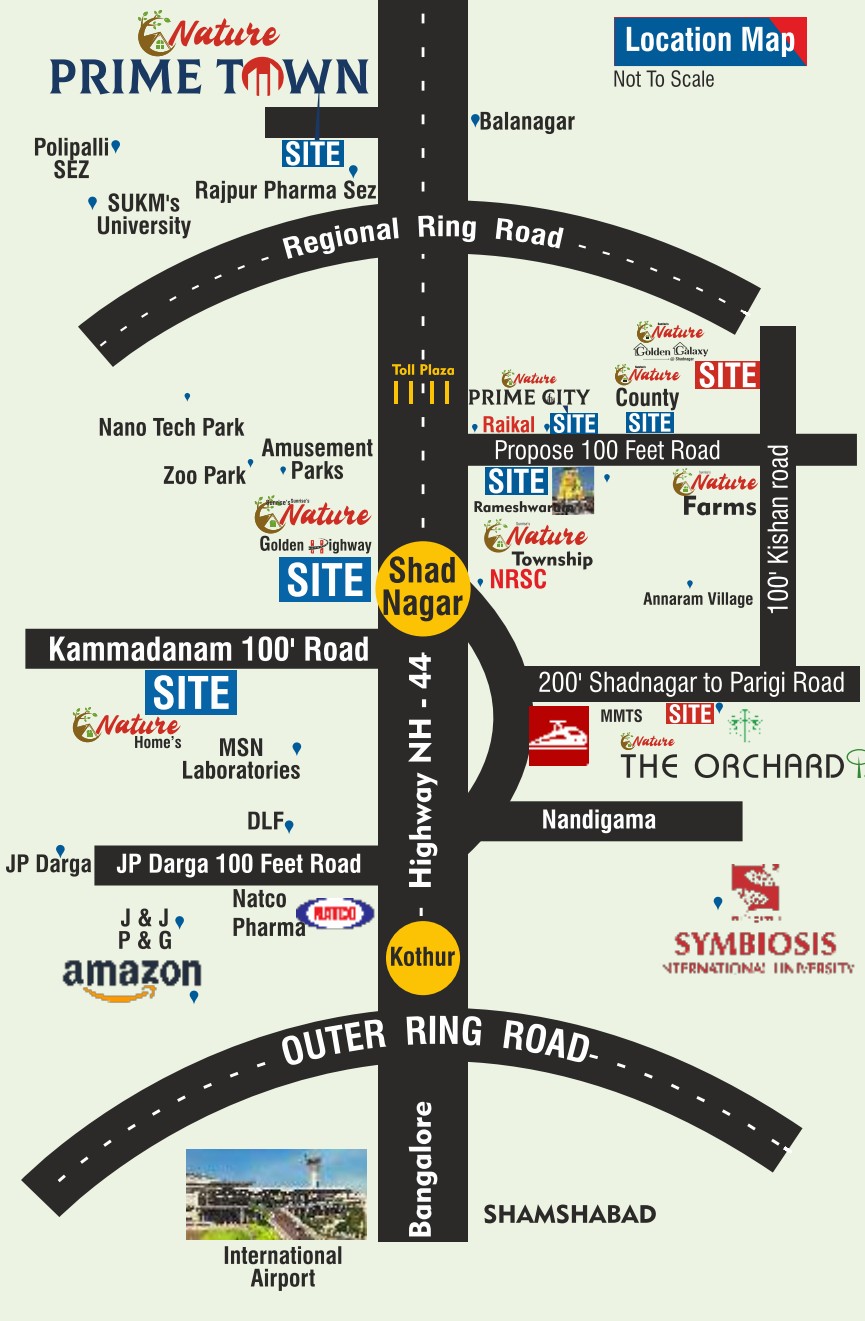 Nature
PRIME TOWN
Location Map
Not To Scale
Balanagar
Polipalli
SEZ
SITE
Rajpur Pharma Sez
SUKM's
University
Regional Ring Road
Toll Plaza
Nature
Golden Galaxy
Nature
PRIME CITY
Nature
County
SITE
Raikal
SITE
SITE
Propose 100 Feet Road
Nano Tech Park
Amusement
Parks
Zoo Park
SITE
Rameshwaram
Nature
Farms
100' Kishan road
Sunrise's Sunrise's
Nature
Golden Highway
SITE
Shad
Nagar
Nature
Township
NRSC
Annaram Village
Kammadanam 100' Road
SITE
Nature
Home's
200' Shadnagar to Parigi Road
MMTS
SITE
Nature
THE ORCHARD
MSN
Laboratories
Highway NH - 44
DLF
Nandigama
JP Darga
JP Darga 100 Feet Road
Natco
Pharma
NATCO
J & J
P & G
amazon
Kothur
SYMBIOSIS
INTERNATIONAL UNIVERSITY
OUTER RING ROAD
Bangalore
SHAMSHABAD
International
Airport